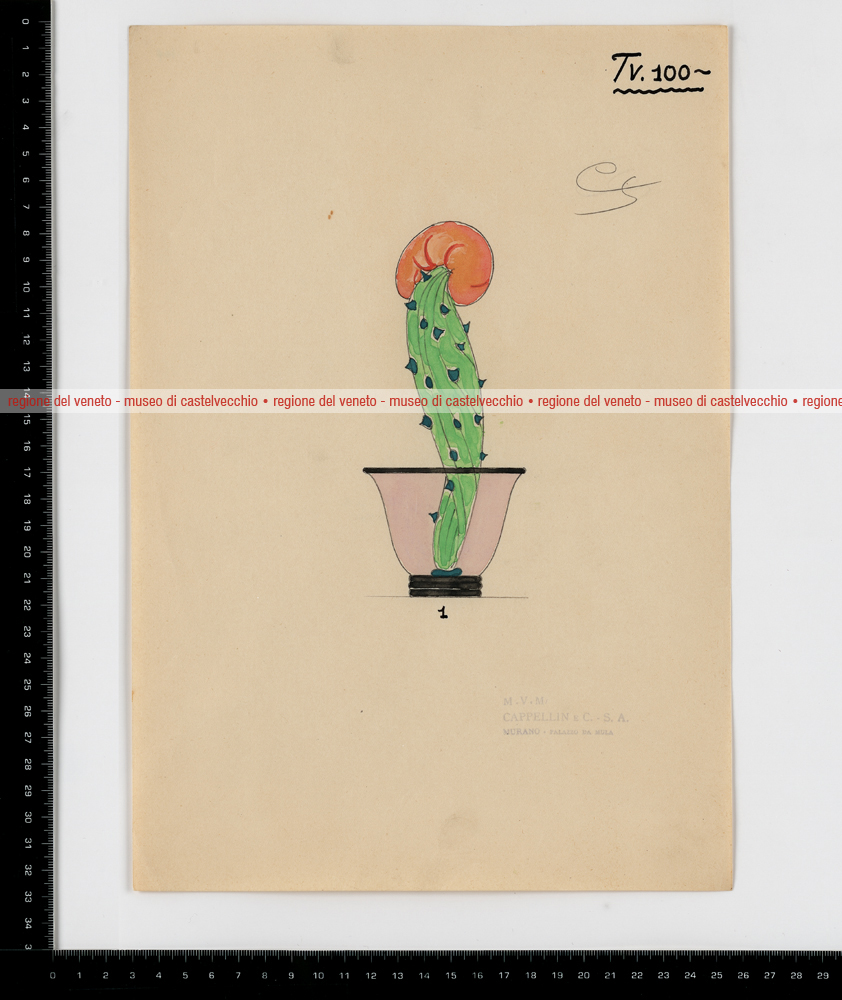 Tv. 100~
CS
regione del veneto - museo di castelvecchio • regione del veneto - museo di castelvecchio • regione del veneto - museo di castelvecchio • regione
1
M.V.M.
CAPPELLIN & C. - S. A.
MURANO - PALAZZO DA MULA
0 1 2 3 4 5 6 7 8 9 10 11 12 13 14 15 16 17 18 19 20 21 22 23 24 25 26 27 28 29 30 31 32 33 34 3
0 1 2 3 4 5 6 7 8 9 10 11 12 13 14 15 16 17 18 19 20 21 22 23 24 25 26 27 28 29